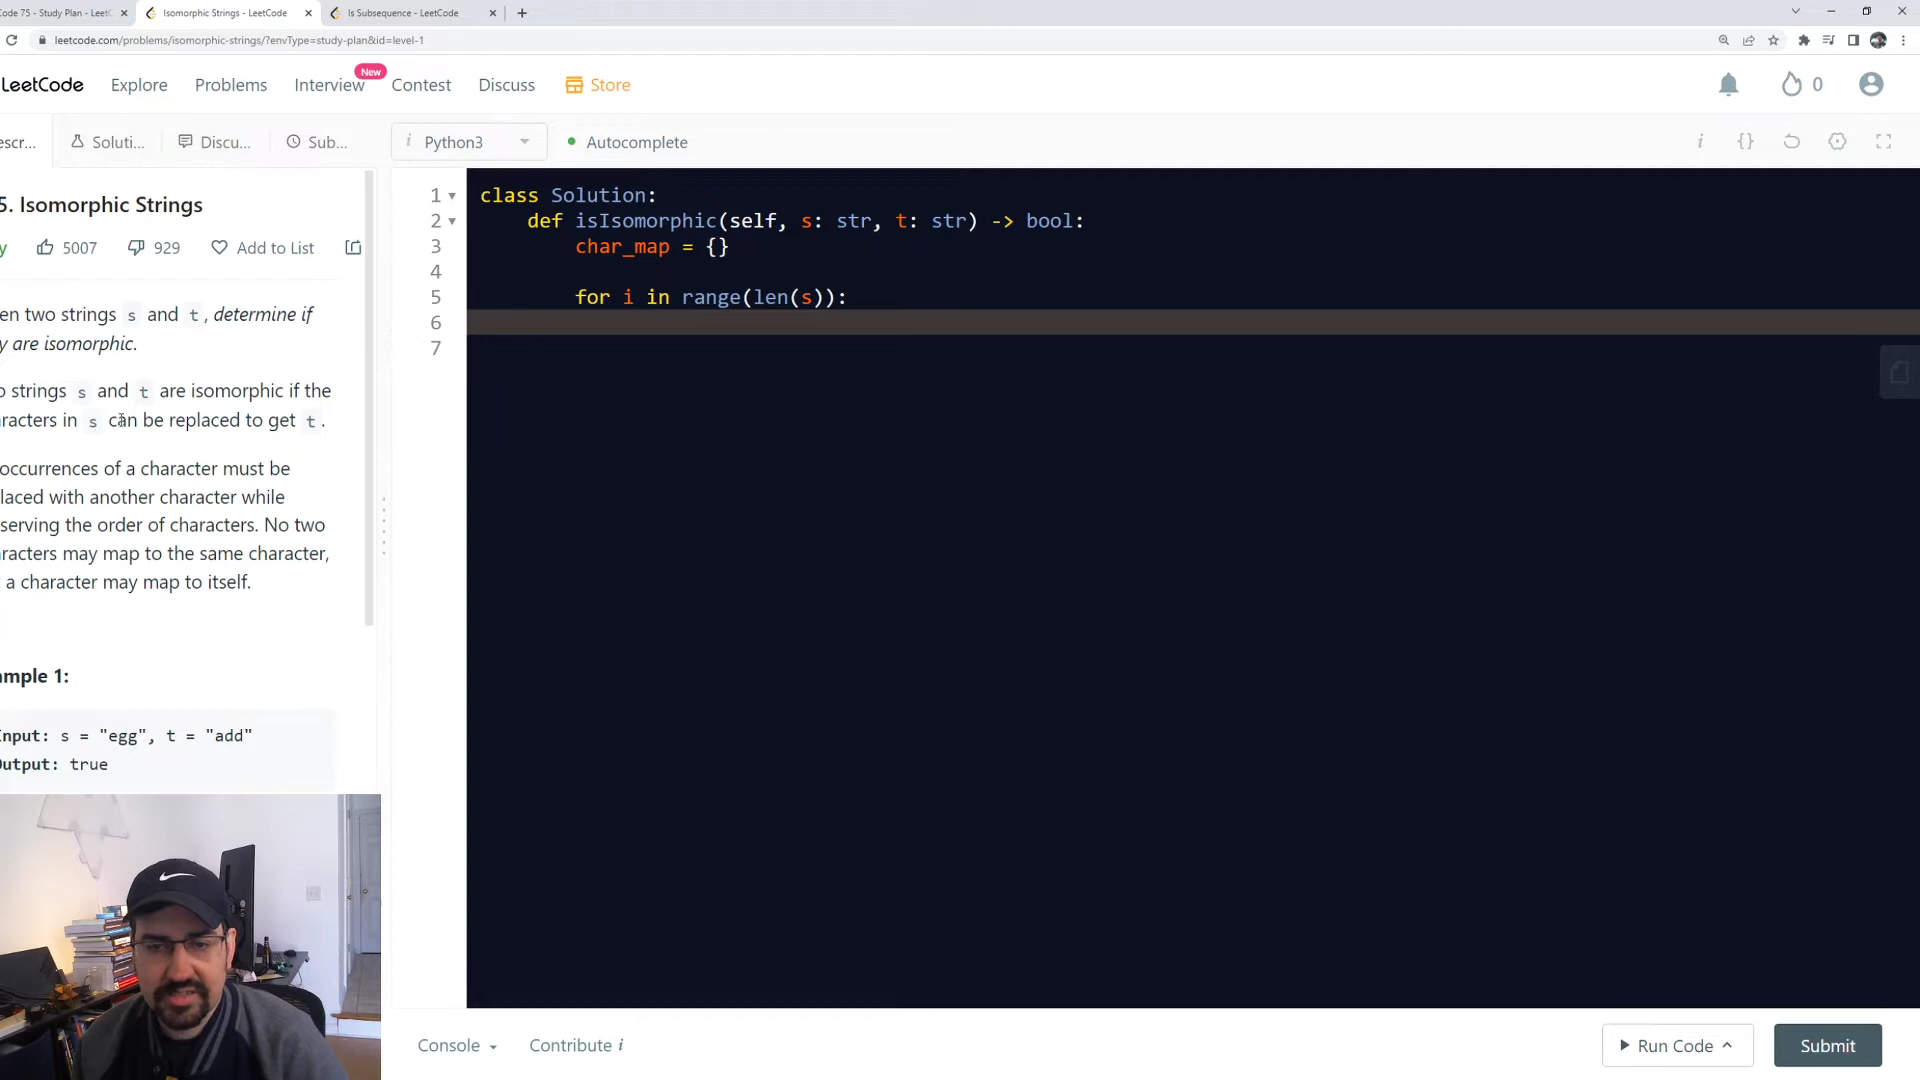 Code 75 - Study Plan - LeetC
Isomorphic Strings - LeetCode
Is Subsequence - LeetCode
leetcode.com/problems/isomorphic-strings/?envType=study-plan&id=level-1
LeetCode
Explore
Problems
Interview
New
Contest
Discuss
Store
0
escr...
Soluti...
Discu...
Sub...
i Python3
Autocomplete
i
{}
5. Isomorphic Strings
y
5007
929
Add to List
en two strings s and t, determine if
y are isomorphic.
o strings s and t are isomorphic if the
aracters in s can be replaced to get t.
occurrences of a character must be
laced with another character while
serving the order of characters. No two
aracters may map to the same character,
a character may map to itself.
ample 1:
Input: s = "egg", t = "add"
Output: true
1 class Solution:
2 def isIsomorphic(self, s: str, t: str) -> bool:
3 char_map = {}
4
5 for i in range(len(s)):
6
7
Console
Contribute i
Run Code
Submit